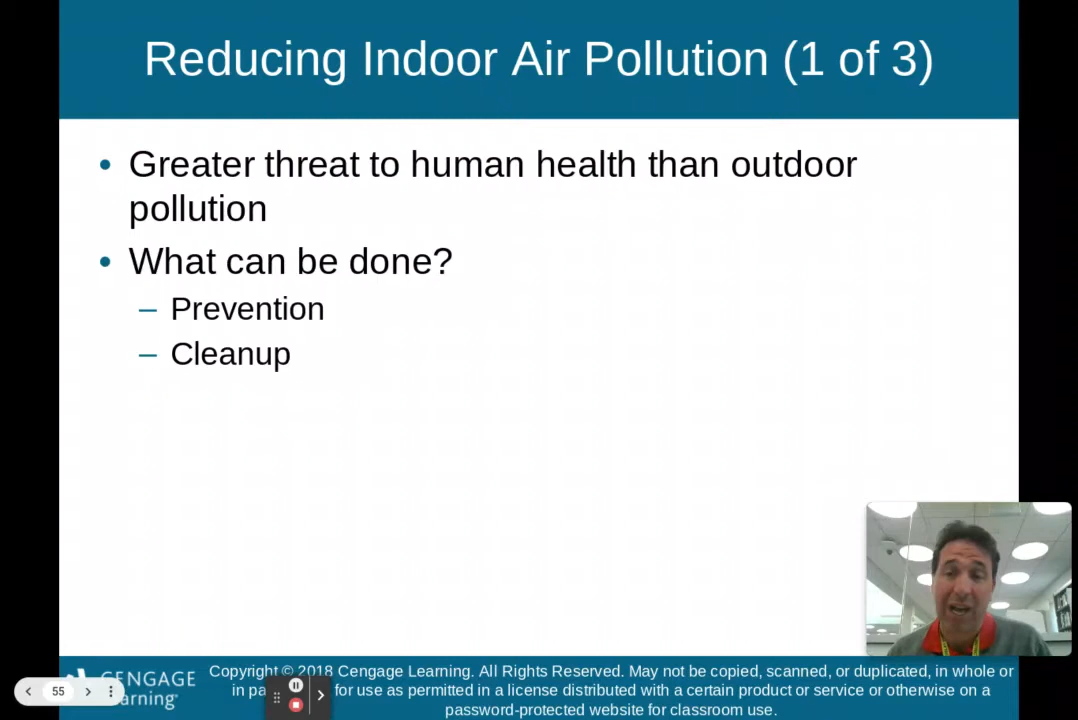 Reducing Indoor Air Pollution (1 of 3)
• Greater threat to human health than outdoor
pollution
• What can be done?
– Prevention
– Cleanup
CENGAGE
Copyright © 2018 Cengage Learning. All Rights Reserved. May not be copied, scanned, or duplicated, in whole or
in for use as permitted in a license distributed with a certain product or service or otherwise on a
password-protected website for classroom use.
55